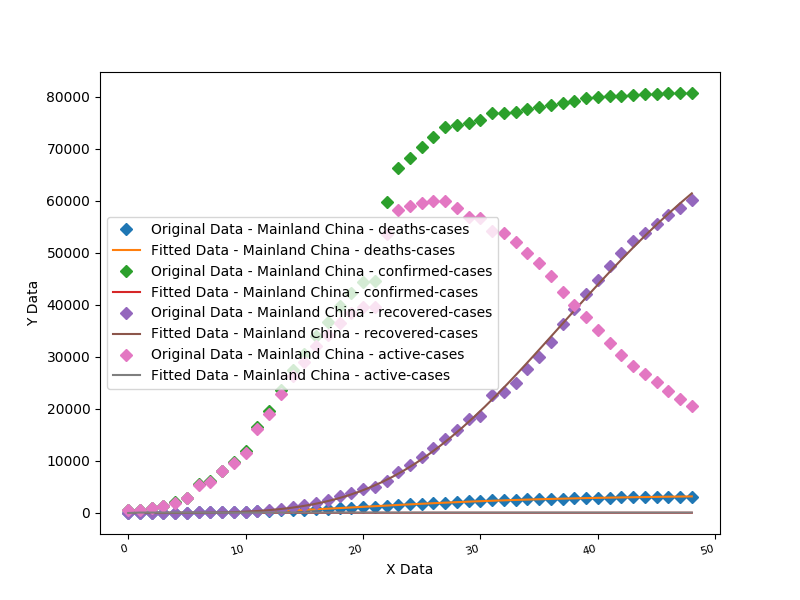 80000
70000
60000
50000
40000
30000
20000
10000
0
Y Data
Original Data - Mainland China - deaths-cases
Fitted Data - Mainland China - deaths-cases
Original Data - Mainland China - confirmed-cases
Fitted Data - Mainland China - confirmed-cases
Original Data - Mainland China - recovered-cases
Fitted Data - Mainland China - recovered-cases
Original Data - Mainland China - active-cases
Fitted Data - Mainland China - active-cases
0 10 20 30 40 50
X Data